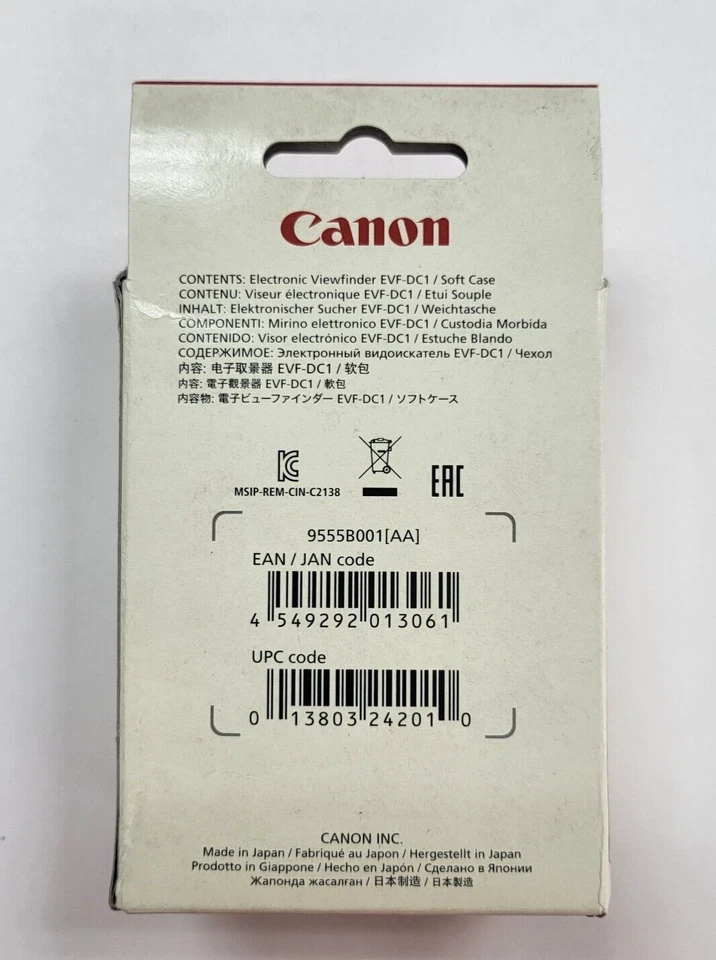 Canon
CONTENTS: Electronic Viewfinder EVF-DC1 / Soft Case
CONTENU: Viseur électronique EVF-DC1 / Etui Souple
INHALT: Elektronischer Sucher EVF-DC1 / Weichtasche
COMPONENTI: Mirino elettronico EVF-DC1 / Custodia Morbida
CONTENIDO: Visor electrónico EVF-DC1 / Estuche Blando
СОДЕРЖИМОЕ: Электронный видоискатель EVF-DC1 / Чехол
内容: 电子取景器 EVF-DC1 / 软包
内容: 電子觀景器 EVF-DC1 / 軟包
内容物: 電子ビューファインダー EVF-DC1 / ソフトケース
MSIP-REM-CIN-C2138
EAC
9555B001[AA]
EAN / JAN code
4 549292 013061
UPC code
0 13803 24201 0
CANON INC.
Made in Japan / Fabriqué au Japon / Hergestellt in Japan
Prodotto in Giappone / Hecho en Japón / Сделано в Японии
Жапонда жасалған / 日本制造 / 日本製造